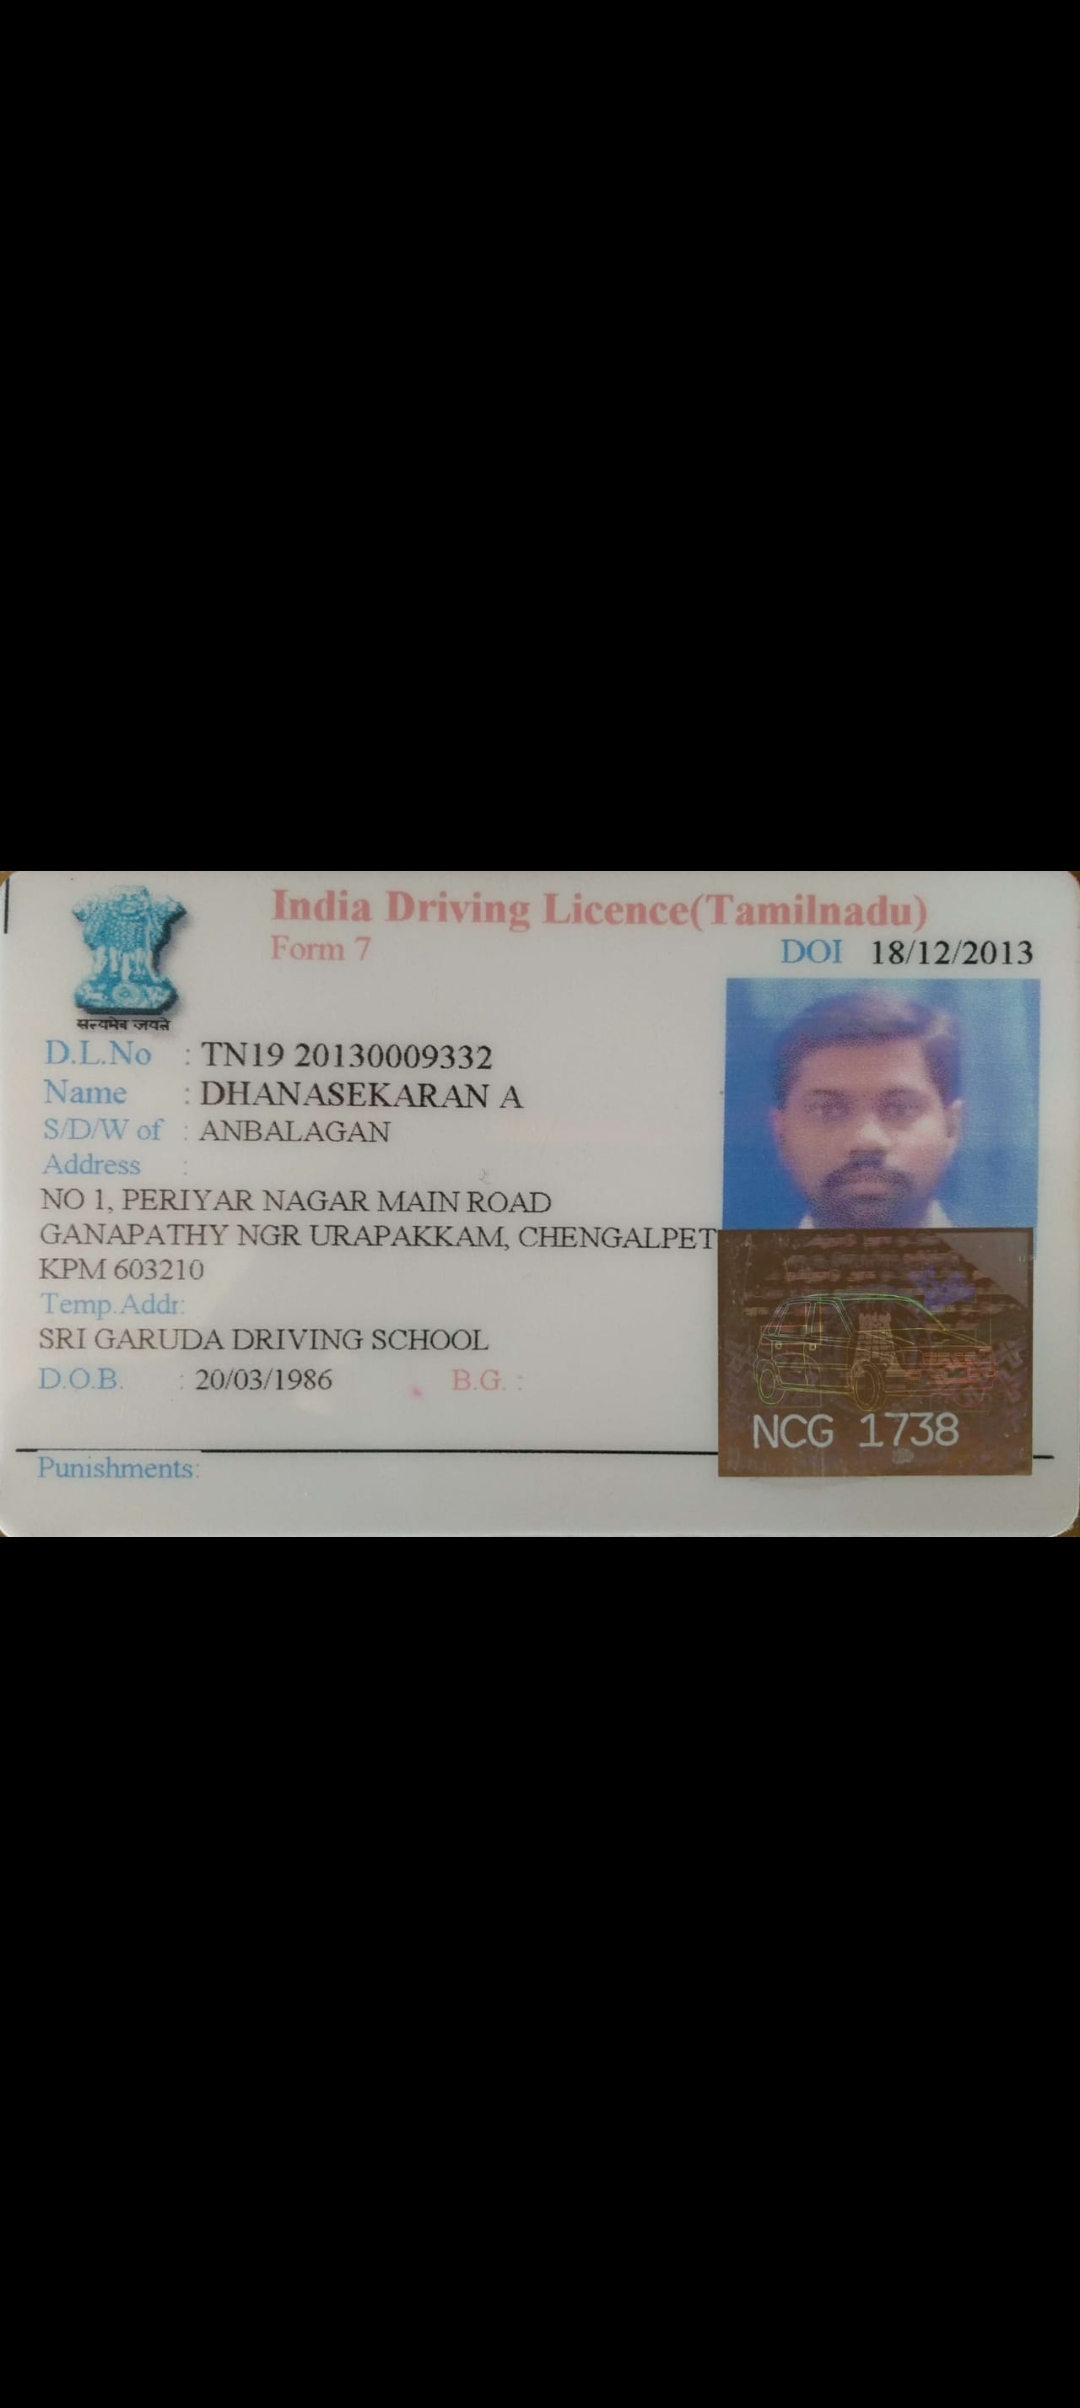 India Driving Licence(Tamilnadu)
Form 7
DOI 18/12/2013
सत्यमेव जयते
D.L.No : TN19 20130009332
Name : DHANASEKARAN A
S/D/W of : ANBALAGAN
Address :
NO 1, PERIYAR NAGAR MAIN ROAD
GANAPATHY NGR URAPAKKAM, CHENGALPET
KPM 603210
Temp.Addr:
SRI GARUDA DRIVING SCHOOL
D.O.B. : 20/03/1986 B.G. :
NCG 1738
Punishments: